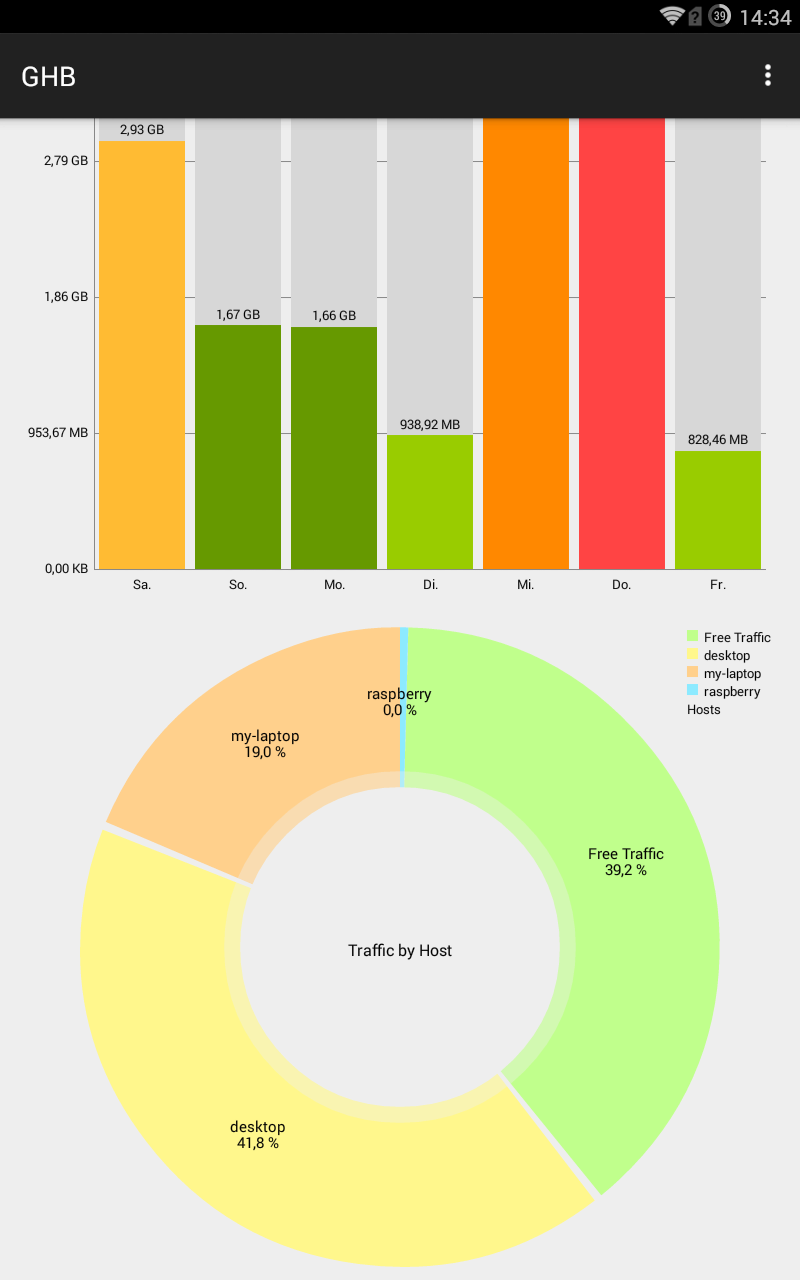 39 14:34
GHB
2,93 GB
2,79 GB
1,86 GB
1,67 GB
1,66 GB
953,67 MB
938,92 MB
828,46 MB
0,00 KB
Sa. So. Mo. Di. Mi. Do. Fr.
Free Traffic
desktop
my-laptop
raspberry
Hosts
raspberry
0,0 %
my-laptop
19,0 %
Free Traffic
39,2 %
Traffic by Host
desktop
41,8 %